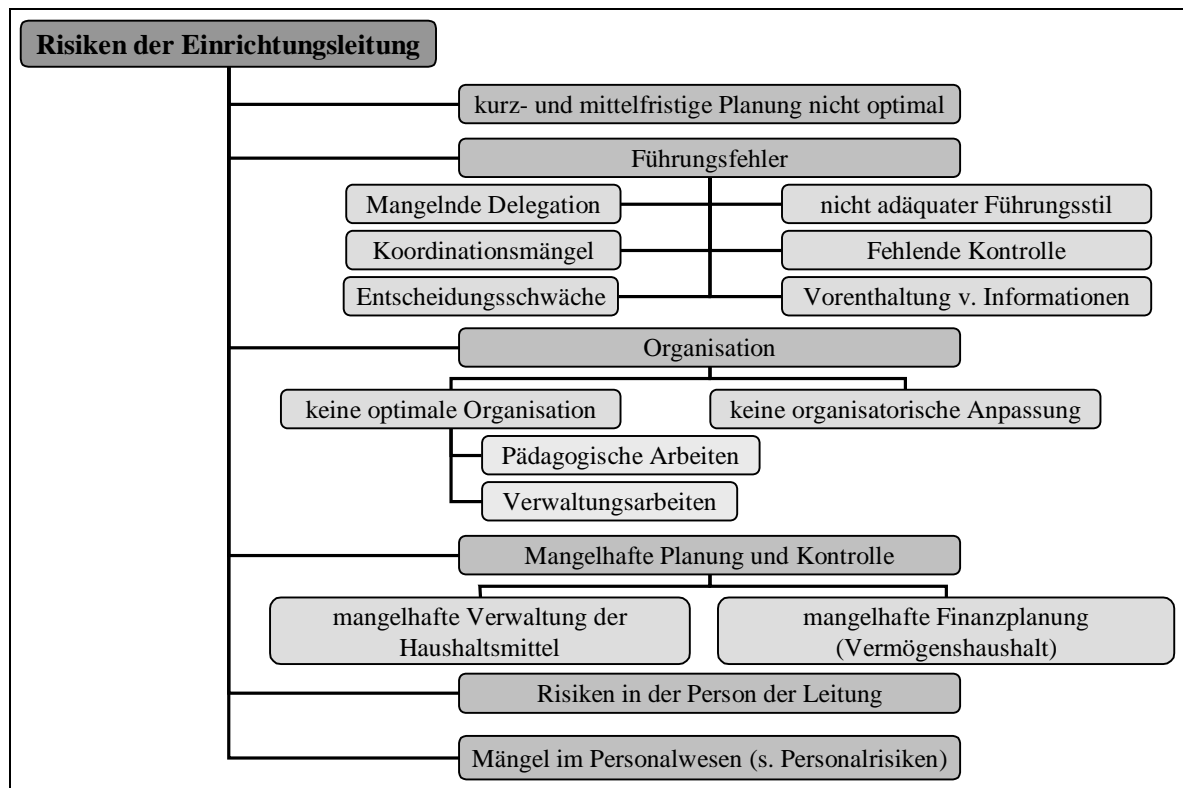 Risiken der Einrichtungsleitung
kurz- und mittelfristige Planung nicht optimal
Führungsfehler
Mangelnde Delegation
nicht adäquater Führungsstil
Koordinationsmängel
Fehlende Kontrolle
Entscheidungsschwäche
Vorenthaltung v. Informationen
Organisation
keine optimale Organisation
keine organisatorische Anpassung
Pädagogische Arbeiten
Verwaltungsarbeiten
Mangelhafte Planung und Kontrolle
mangelhafte Verwaltung der
Haushaltsmittel
mangelhafte Finanzplanung
(Vermögenshaushalt)
Risiken in der Person der Leitung
Mängel im Personalwesen (s. Personalrisiken)